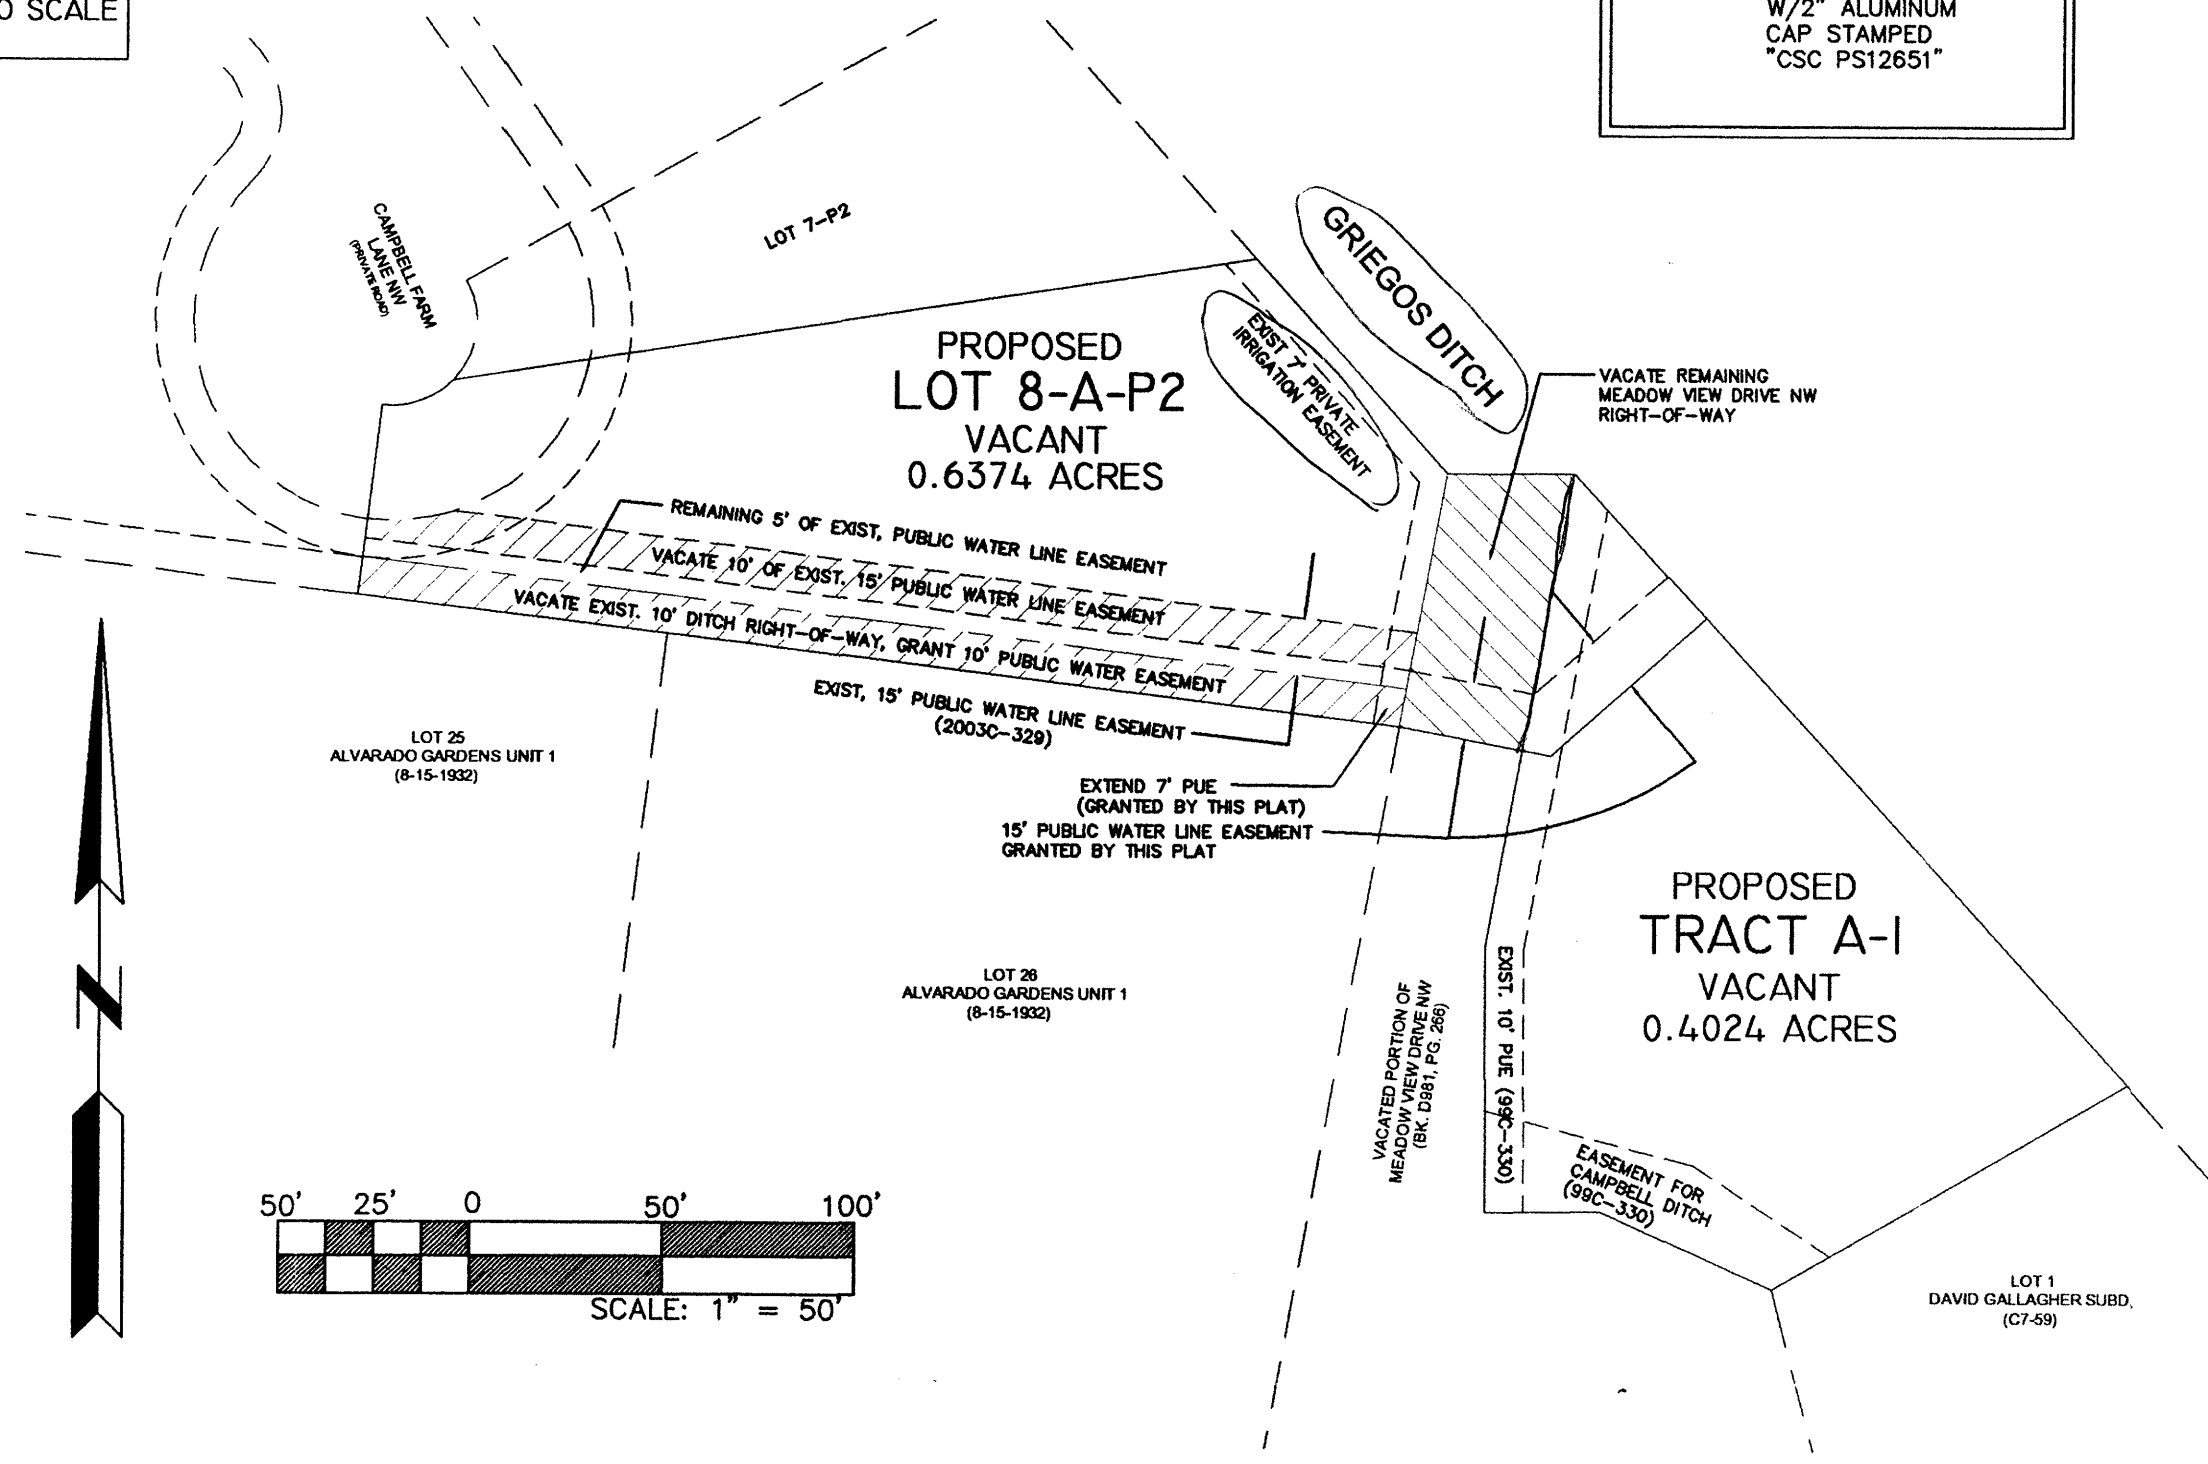 O SCALE
W/2" ALUMINUM
CAP STAMPED
"CSC PS12651"
CAMPBELL FARM
LANE NW
(PRIVATE ROAD)
LOT 7-P2
GRIEGOS DITCH
EXIST 7' PRIVATE
IRRIGATION EASEMENT
PROPOSED
LOT 8-A-P2
VACANT
0.6374 ACRES
VACATE REMAINING
MEADOW VIEW DRIVE NW
RIGHT-OF-WAY
REMAINING 5' OF EXIST, PUBLIC WATER LINE EASEMENT
VACATE 10' OF EXIST. 15' PUBLIC WATER LINE EASEMENT
VACATE EXIST. 10' DITCH RIGHT-OF-WAY, GRANT 10' PUBLIC WATER EASEMENT
EXIST, 15' PUBLIC WATER LINE EASEMENT
(2003C-329)
LOT 25
ALVARADO GARDENS UNIT 1
(8-15-1932)
EXTEND 7' PUE
(GRANTED BY THIS PLAT)
15' PUBLIC WATER LINE EASEMENT
GRANTED BY THIS PLAT
PROPOSED
TRACT A-1
VACANT
0.4024 ACRES
LOT 26
ALVARADO GARDENS UNIT 1
(8-15-1932)
VACATED PORTION OF
MEADOW VIEW DRIVE NW
(BK. D981, PG. 266)
EXIST. 10' PUE (99C-330)
EASEMENT FOR
CAMPBELL DITCH
(99C-330)
N
50' 25' 0 50' 100'
SCALE: 1" = 50'
LOT 1
DAVID GALLAGHER SUBD.
(C7-59)